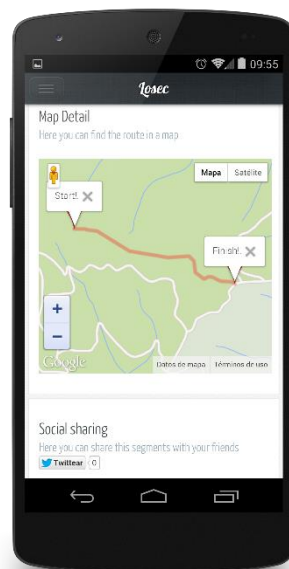 09:55
Losec
Map Detail
Here you can find the route in a map
Mapa Satélite
Start!
Finish!
+
−
Google
Datos de mapa Términos de uso
Social sharing
Here you can share this segments with your friends
Twittear 0